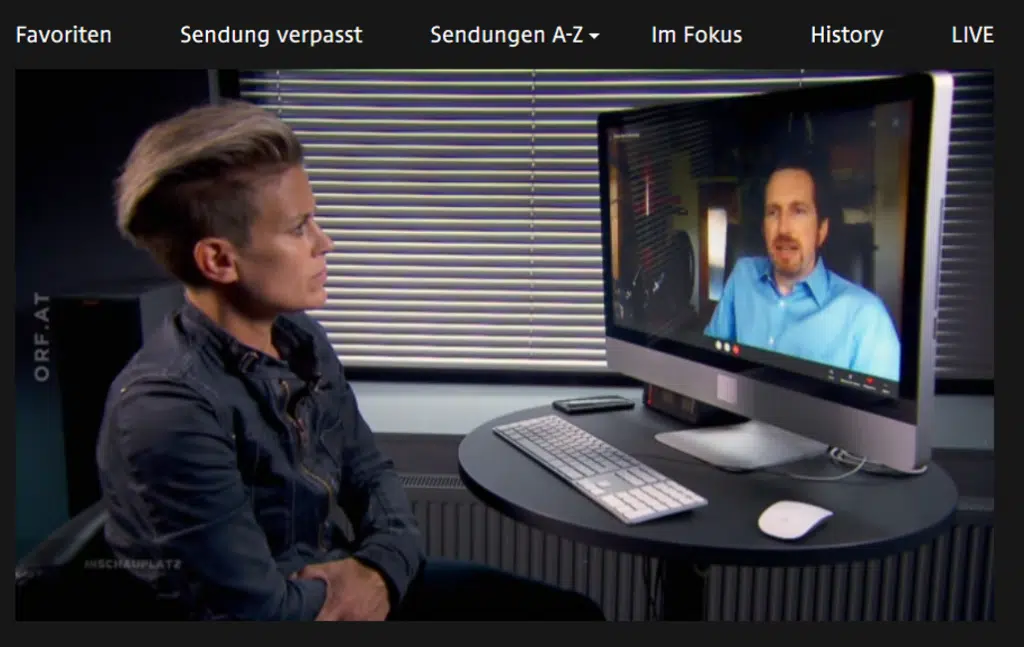 Favoriten Sendung verpasst Sendungen A-Z Im Fokus History LIVE
ORF.AT
#SCHAUPLATZ